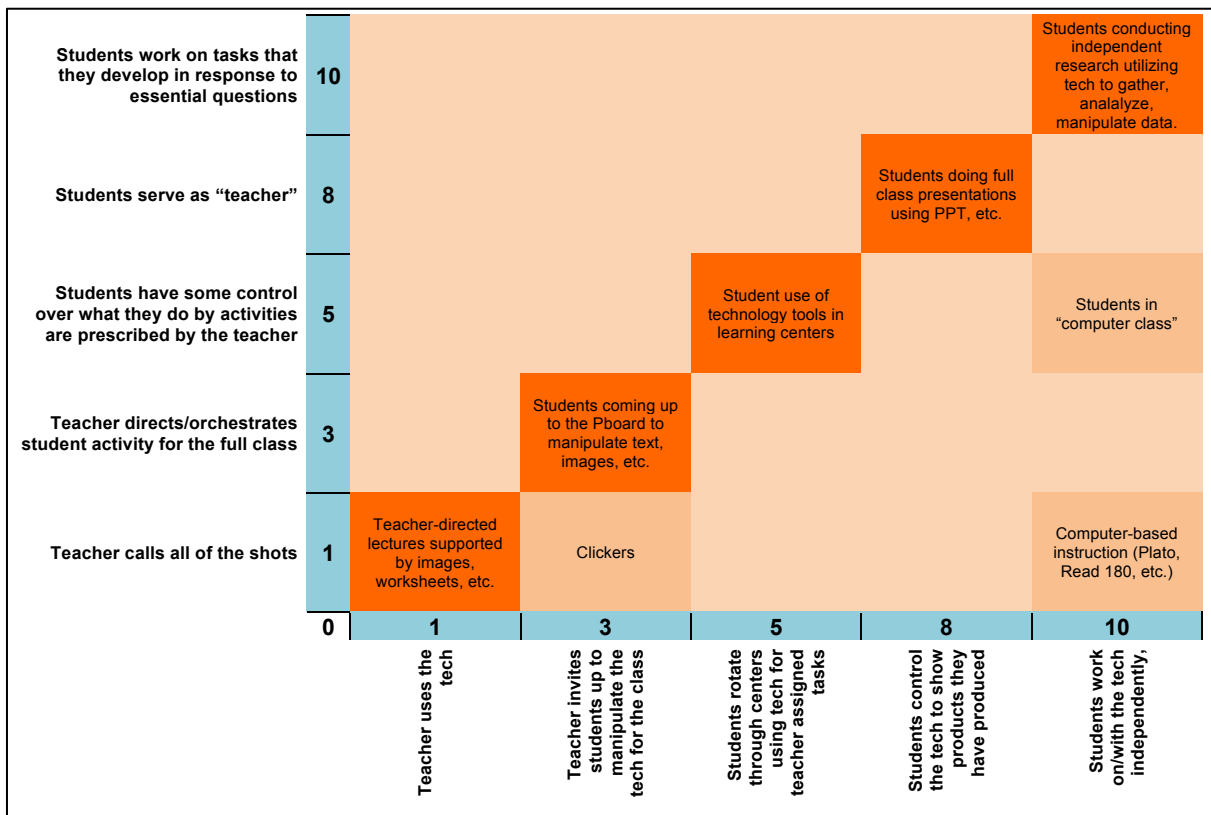 Students work on tasks that
they develop in response to
essential questions
10
Students conducting
independent
research utilizing
tech to gather,
analalyze,
manipulate data.
Students serve as “teacher”
8
Students doing full
class presentations
using PPT, etc.
Students have some control
over what they do by activities
are prescribed by the teacher
5
Student use of
technology tools in
learning centers
Students in
“computer class”
Teacher directs/orchestrates
student activity for the full class
3
Students coming up
to the Pboard to
manipulate text,
images, etc.
Teacher calls all of the shots
1
Teacher-directed
lectures supported
by images,
worksheets, etc.
Clickers
Computer-based
instruction (Plato,
Read 180, etc.)
0
1
3
5
8
10
Teacher uses the
tech
Teacher invites
students up to
manipulate the
tech for the class
Students rotate
through centers
using tech for
teacher assigned
tasks
Students control
the tech to show
products they
have produced
Students work
on/with the tech
independently,